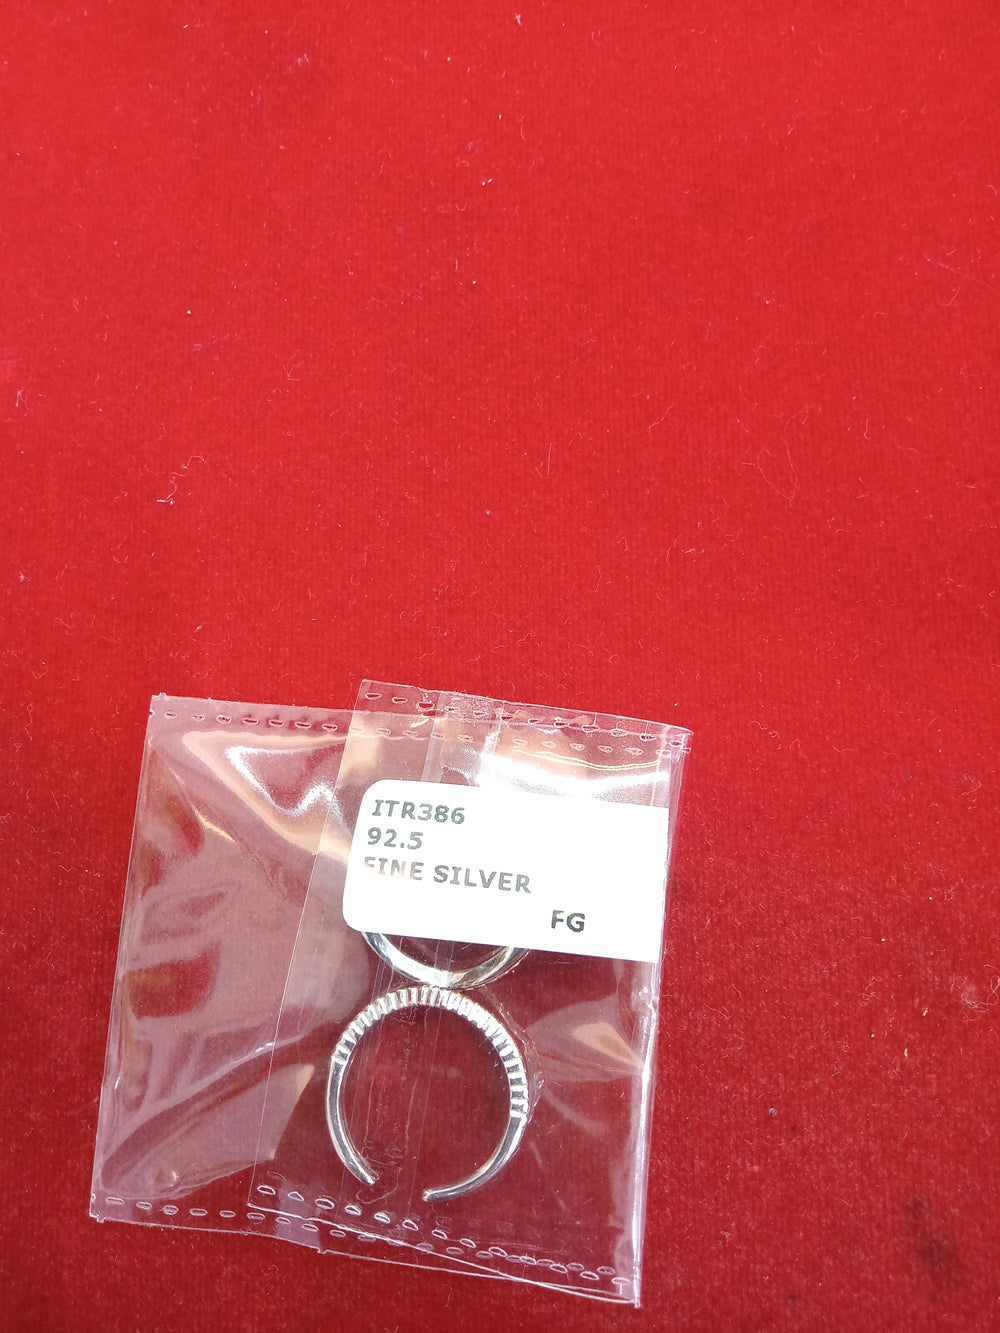 ITR386
92.5
FINE SILVER
FG